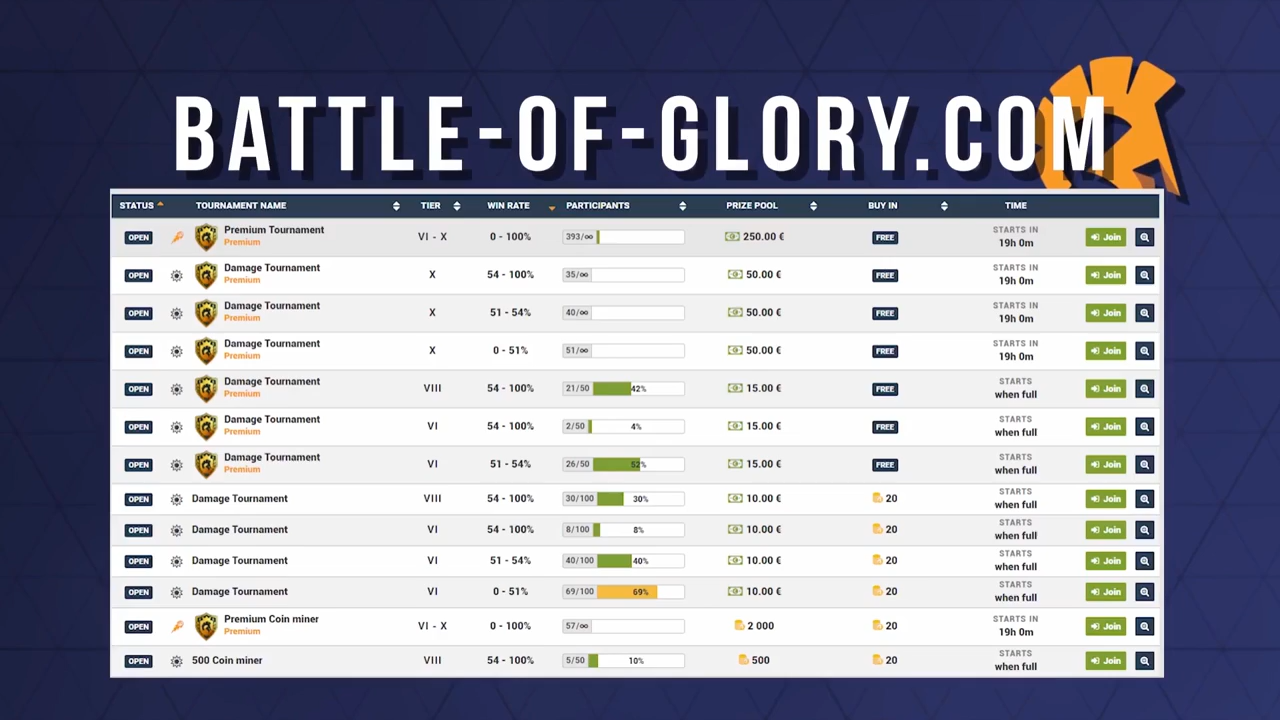 BATTLE-OF-GLORY.COM
STATUS TOURNAMENT NAME TIER WIN RATE PARTICIPANTS PRIZE POOL BUY IN TIME
OPEN Premium Tournament Premium VI - X 0 - 100% 393/∞ 250.00 € FREE STARTS IN 19h 0m Join
OPEN Damage Tournament Premium X 54 - 100% 35/∞ 50.00 € FREE STARTS IN 19h 0m Join
OPEN Damage Tournament Premium X 51 - 54% 40/∞ 50.00 € FREE STARTS IN 19h 0m Join
OPEN Damage Tournament Premium X 0 - 51% 51/∞ 50.00 € FREE STARTS IN 19h 0m Join
OPEN Damage Tournament Premium VIII 54 - 100% 21/50 42% 15.00 € FREE STARTS when full Join
OPEN Damage Tournament Premium VI 54 - 100% 2/50 4% 15.00 € FREE STARTS when full Join
OPEN Damage Tournament Premium VI 51 - 54% 26/50 52% 15.00 € FREE STARTS when full Join
OPEN Damage Tournament VIII 54 - 100% 30/100 30% 10.00 € 20 STARTS when full Join
OPEN Damage Tournament VI 54 - 100% 8/100 8% 10.00 € 20 STARTS when full Join
OPEN Damage Tournament VI 51 - 54% 40/100 40% 10.00 € 20 STARTS when full Join
OPEN Damage Tournament VI 0 - 51% 69/100 69% 10.00 € 20 STARTS when full Join
OPEN Premium Coin miner Premium VI - X 0 - 100% 57/∞ 2 000 20 STARTS IN 19h 0m Join
OPEN 500 Coin miner VIII 54 - 100% 5/50 10% 500 20 STARTS when full Join